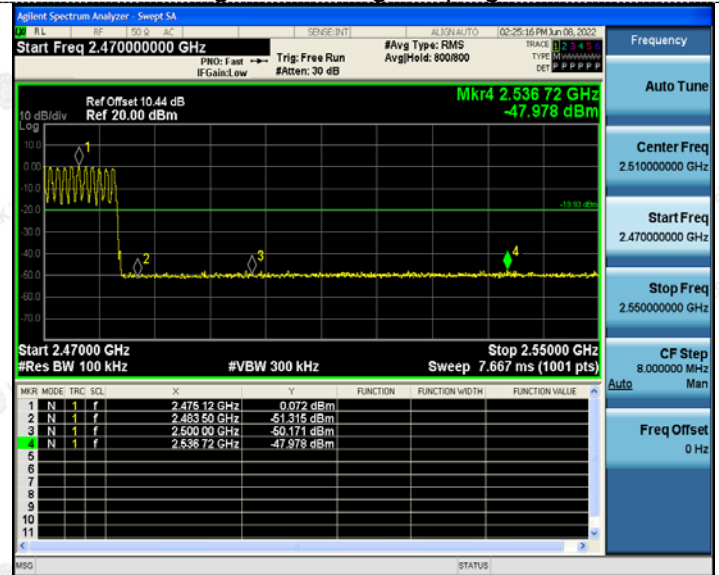 Agilent Spectrum Analyzer - Swept SA
RL RF 50 Ω AC SENSE:INT ALIGN AUTO 02:25:16 PM Jun 08, 2022
Start Freq 2.470000000 GHz
PNO: Fast Trig: Free Run
IFGain:Low #Atten: 30 dB
#Avg Type: RMS
Avg|Hold: 800/800
TRACE 1 2 3 4 5 6
TYPE M
DET P P P P P P
Frequency
Mkr4 2.536 72 GHz
-47.978 dBm
Ref Offset 10.44 dB
10 dB/div Ref 20.00 dBm
Log
10.0
0.00
-10.0
-20.0
-30.0
-40.0
-50.0
-60.0
-70.0
1
2
3
4
-19.93 dBm
Start 2.47000 GHz Stop 2.55000 GHz
#Res BW 100 kHz #VBW 300 kHz Sweep 7.667 ms (1001 pts)
MKR MODE TRC SCL X Y FUNCTION FUNCTION WIDTH FUNCTION VALUE
1 N 1 f 2.475 12 GHz 0.072 dBm
2 N 1 f 2.483 50 GHz -51.315 dBm
3 N 1 f 2.500 00 GHz -50.171 dBm
4 N 1 f 2.536 72 GHz -47.978 dBm
5
6
7
8
9
10
11
MSG STATUS
Auto Tune
Center Freq
2.510000000 GHz
Start Freq
2.470000000 GHz
Stop Freq
2.550000000 GHz
CF Step
8.000000 MHz
Auto Man
Freq Offset
0 Hz